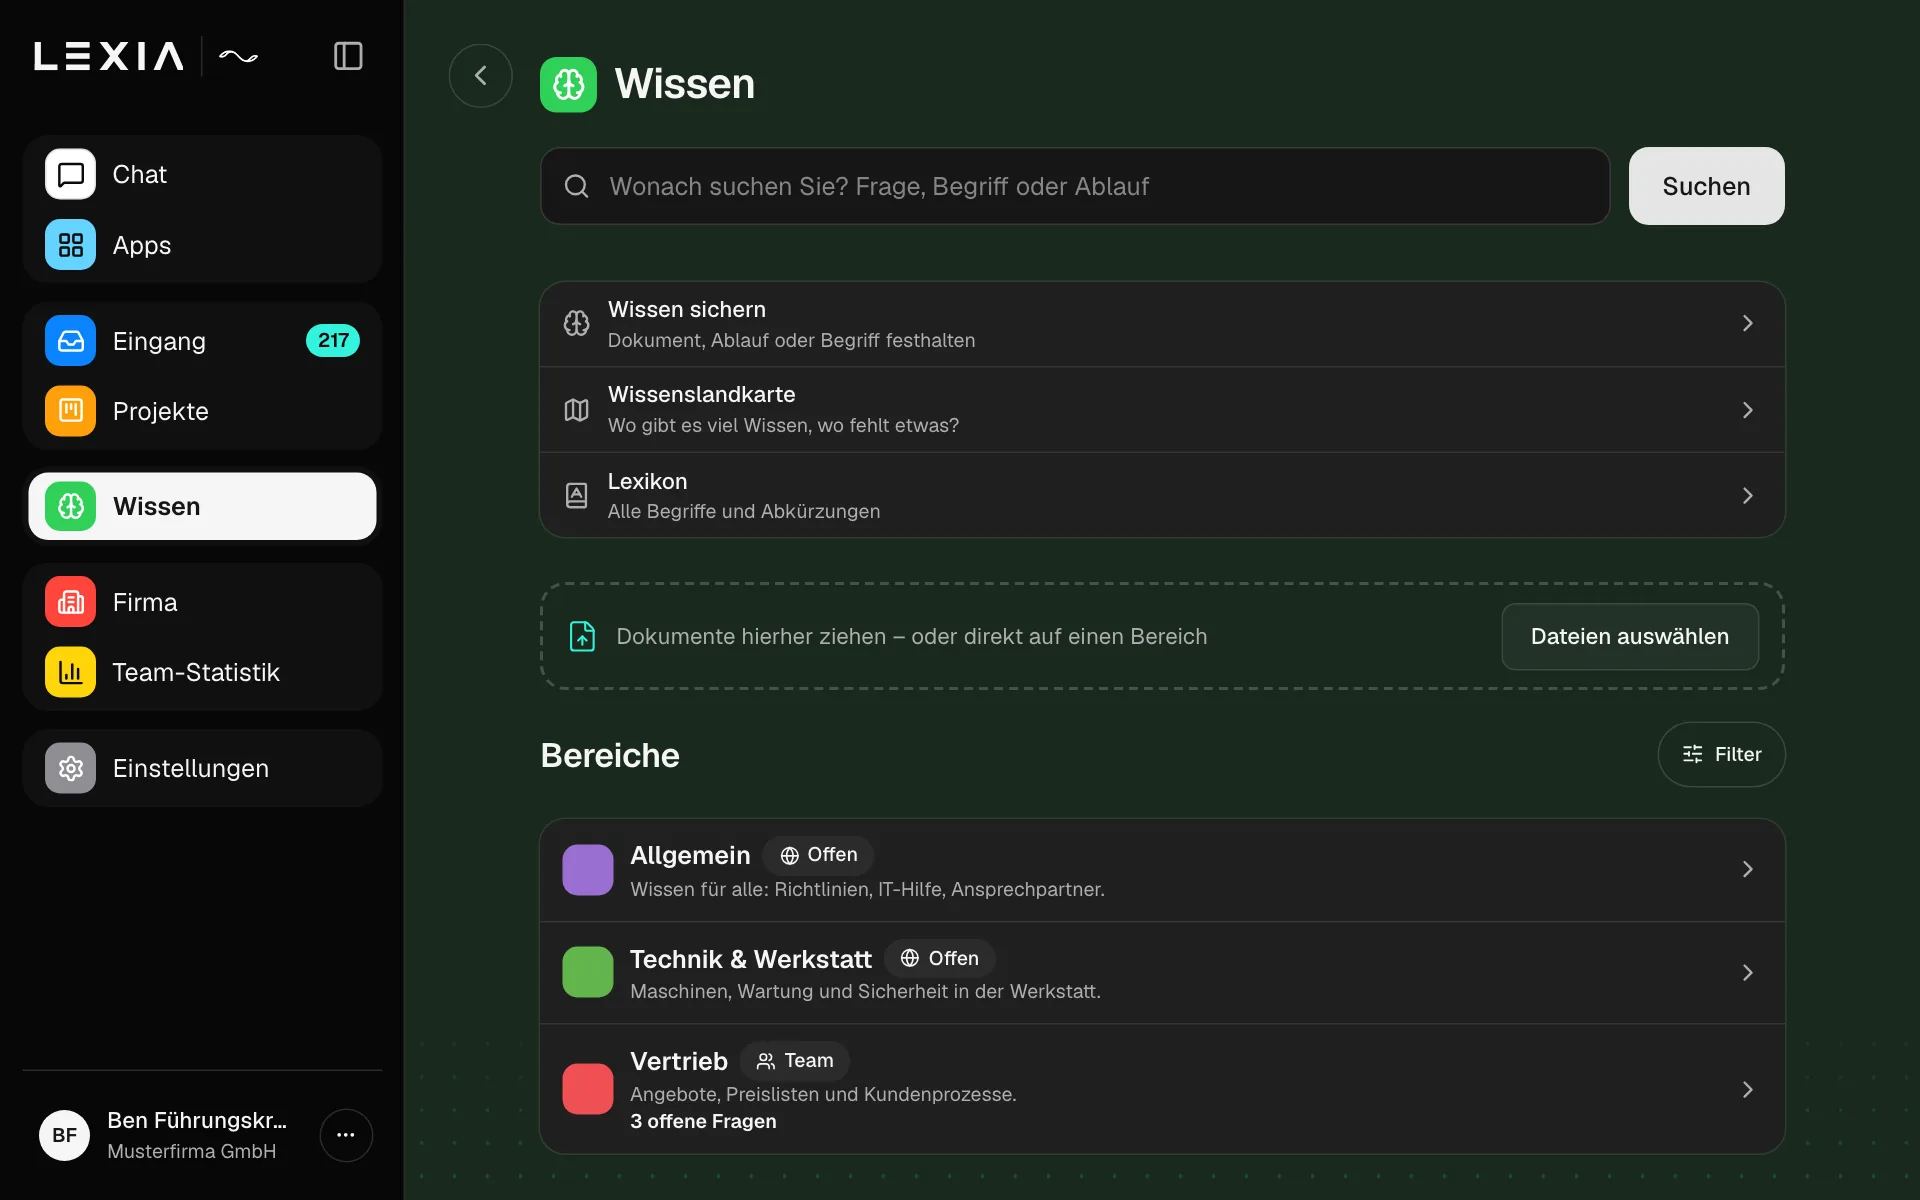 LEXIA
Chat
Apps
Eingang
217
Projekte
Wissen
Firma
Team-Statistik
Einstellungen
BF
Ben Führungskr...
Musterfirma GmbH
Wissen
Wonach suchen Sie? Frage, Begriff oder Ablauf
Suchen
Wissen sichern
Dokument, Ablauf oder Begriff festhalten
Wissenslandkarte
Wo gibt es viel Wissen, wo fehlt etwas?
Lexikon
Alle Begriffe und Abkürzungen
Dokumente hierher ziehen – oder direkt auf einen Bereich
Dateien auswählen
Bereiche
Filter
Allgemein
Offen
Wissen für alle: Richtlinien, IT-Hilfe, Ansprechpartner.
Technik & Werkstatt
Offen
Maschinen, Wartung und Sicherheit in der Werkstatt.
Vertrieb
Team
Angebote, Preislisten und Kundenprozesse.
3 offene Fragen